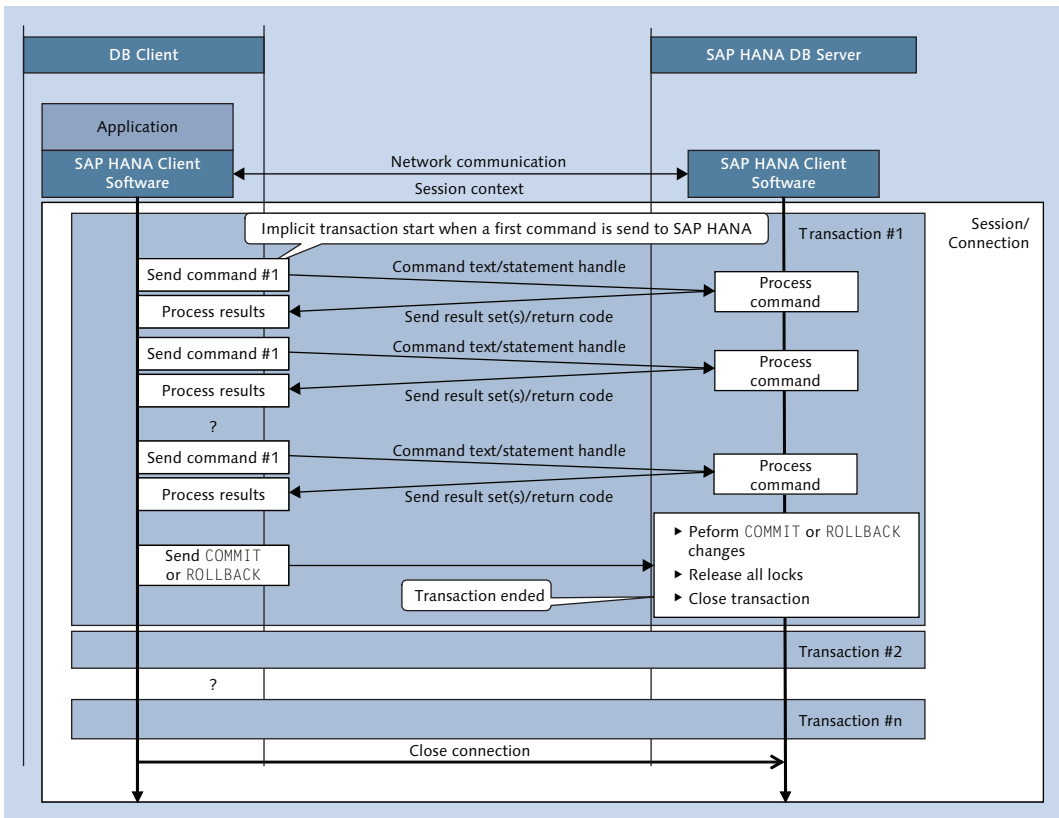 DB Client
SAP HANA DB Server
Application
SAP HANA Client
Software
Network communication
Session context
SAP HANA Client
Software
Session/
Connection
Implicit transaction start when a first command is send to SAP HANA
Transaction #1
Send command #1
Command text/statement handle
Process
command
Process results
Send result set(s)/return code
Send command #1
Command text/statement handle
Process
command
Process results
Send result set(s)/return code
?
Send command #1
Command text/statement handle
Process
command
Process results
Send result set(s)/return code
Send COMMIT
or ROLLBACK
▸ Peform COMMIT or ROLLBACK
changes
▸ Release all locks
▸ Close transaction
Transaction ended
Transaction #2
?
Transaction #n
Close connection